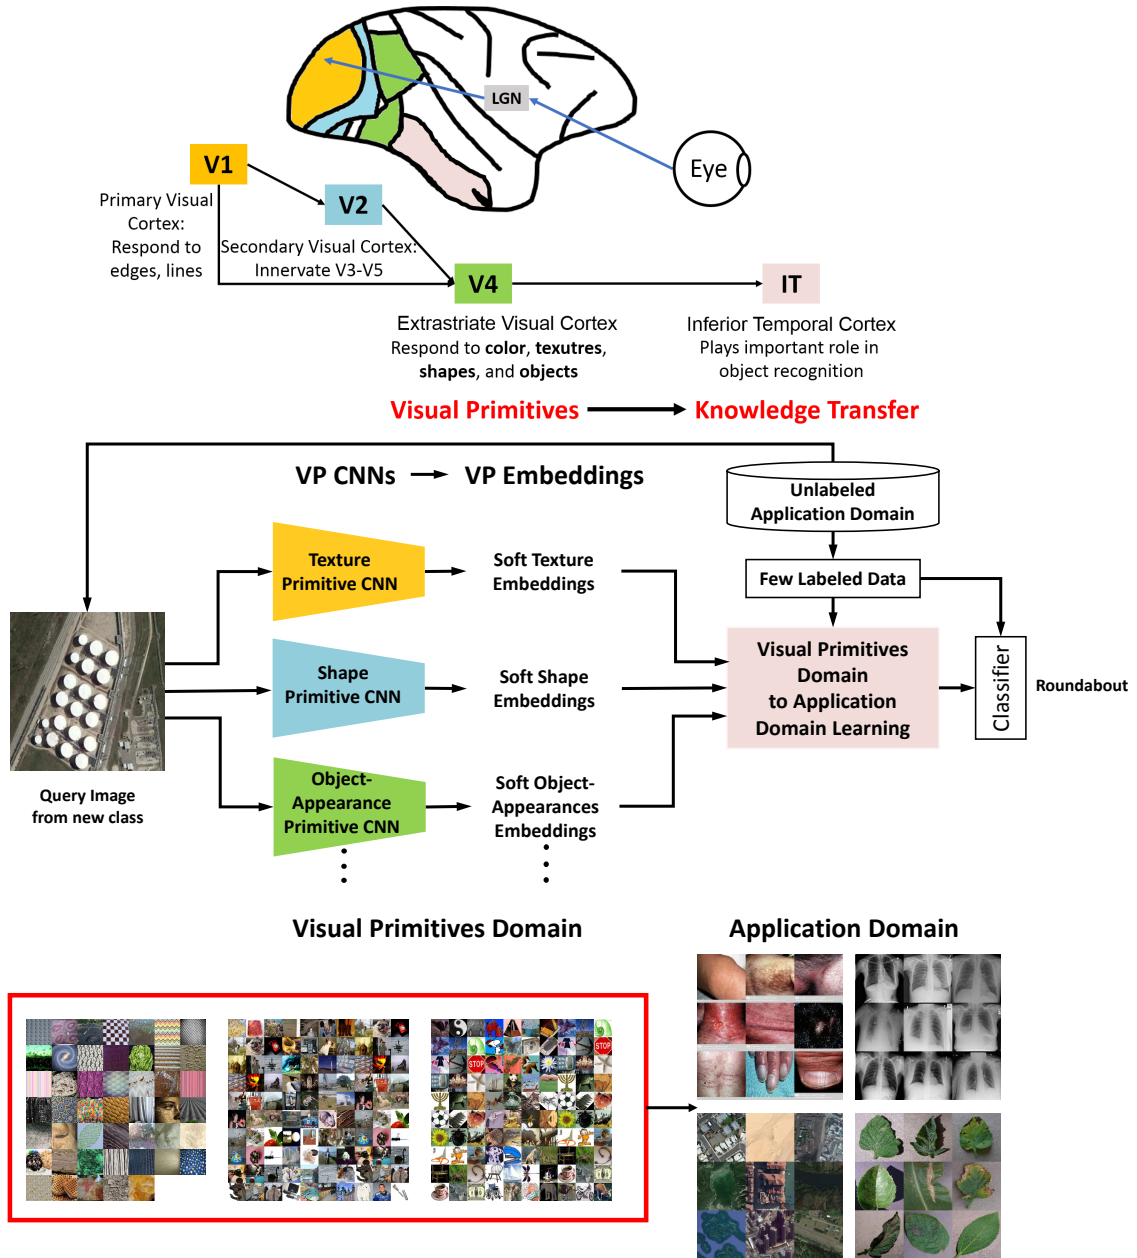 LGN
Eye
V1
Primary Visual
Cortex:
Respond to
edges, lines
V2
Secondary Visual Cortex:
Innervate V3-V5
V4
Extrastriate Visual Cortex
Respond to color, texutres,
shapes, and objects
IT
Inferior Temporal Cortex
Plays important role in
object recognition
Visual Primitives
Knowledge Transfer
VP CNNs
VP Embeddings
Unlabeled
Application Domain
Few Labeled Data
Texture
Primitive CNN
Soft Texture
Embeddings
Shape
Primitive CNN
Soft Shape
Embeddings
Object-
Appearance
Primitive CNN
Soft Object-
Appearances
Embeddings
Visual Primitives
Domain
to Application
Domain Learning
Classifier
Roundabout
Query Image
from new class
Visual Primitives Domain
Application Domain
STOP
STOP